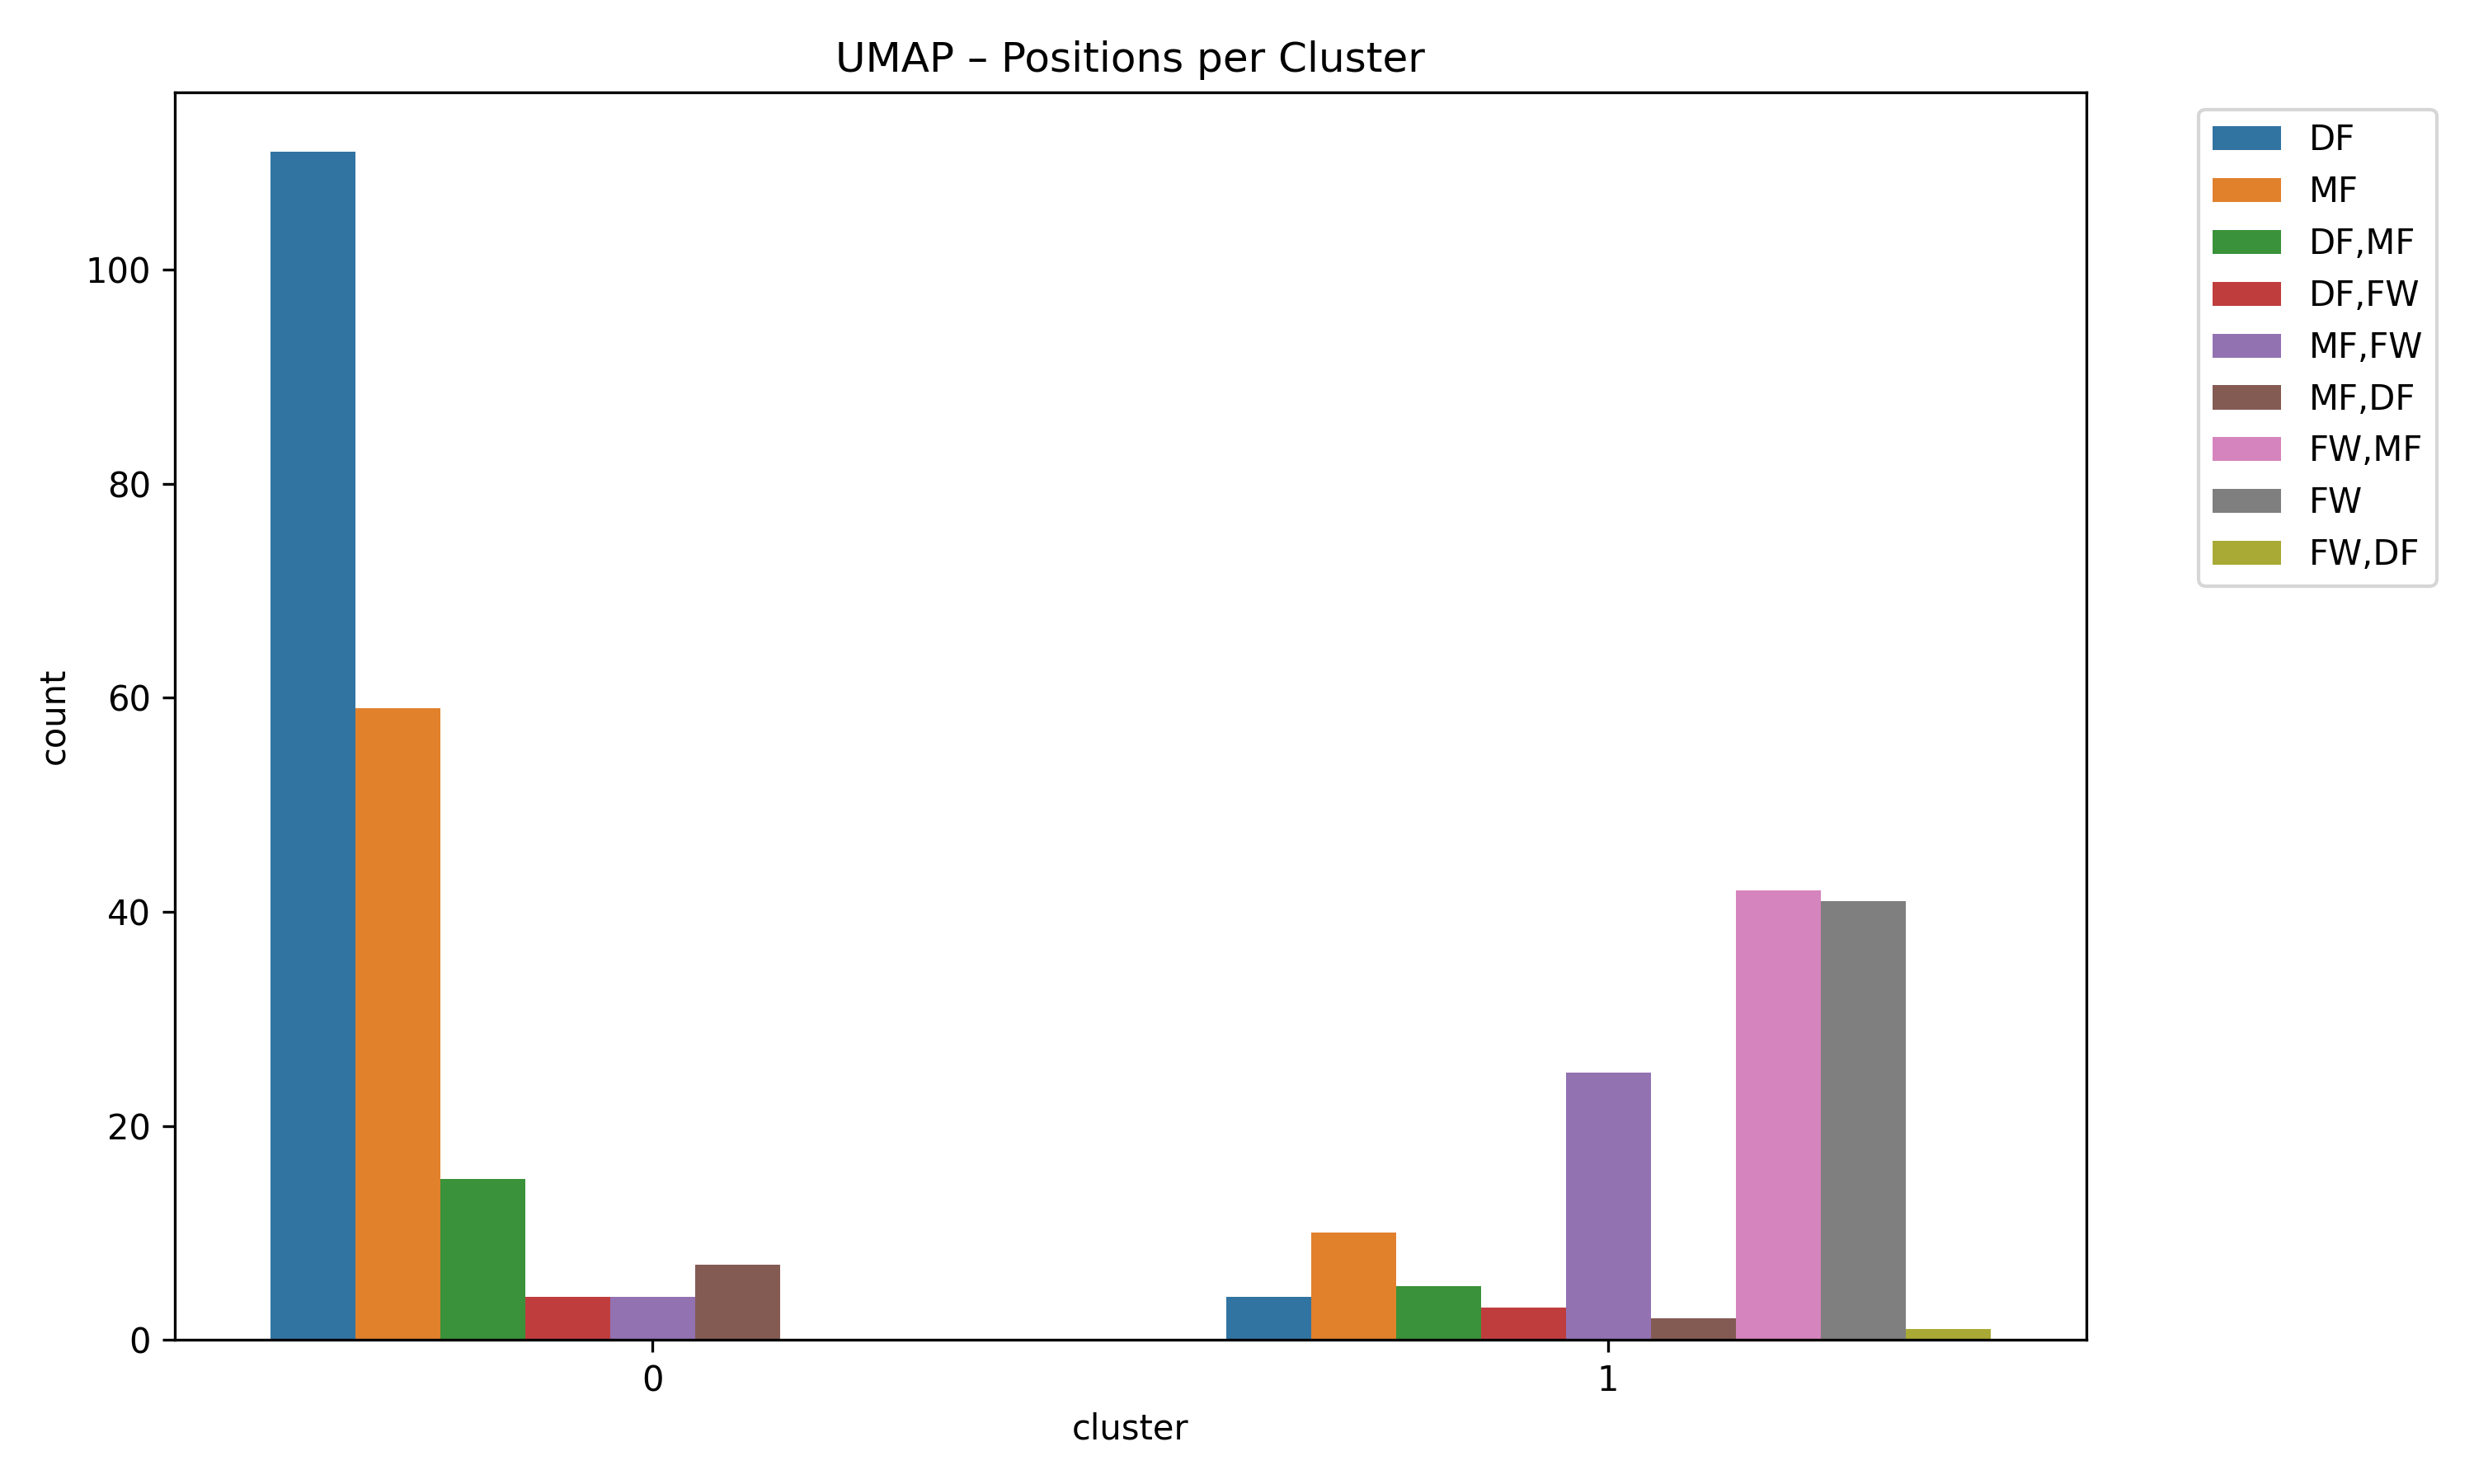 UMAP – Positions per Cluster
count
100
80
60
40
20
0
0
1
cluster
DF
MF
DF,MF
DF,FW
MF,FW
MF,DF
FW,MF
FW
FW,DF